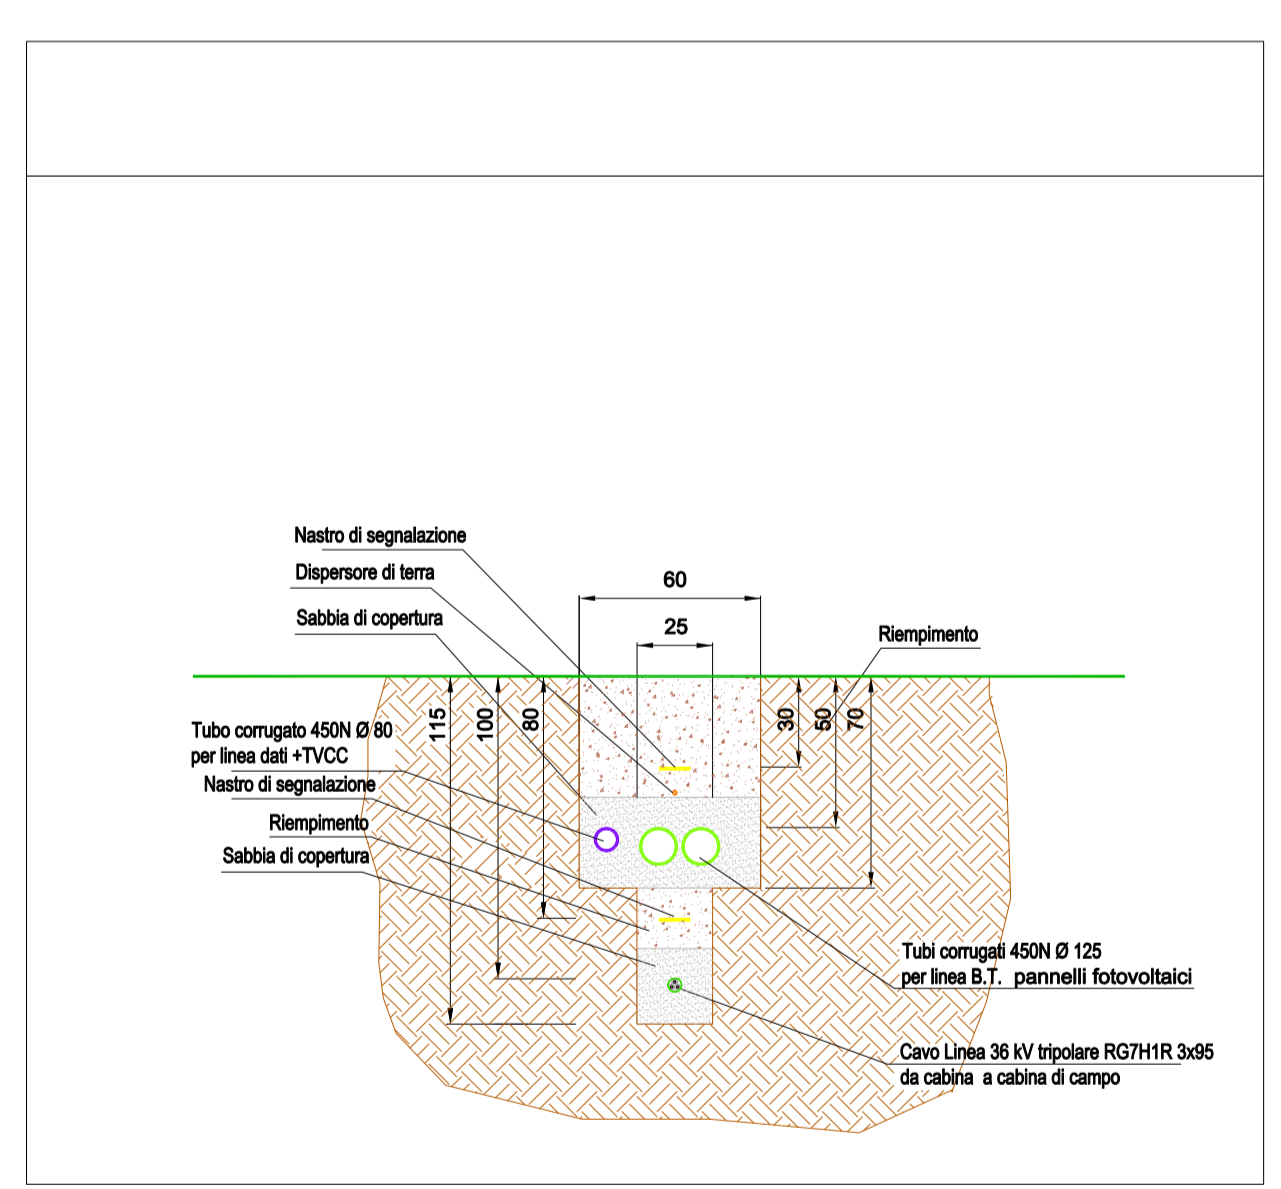 Nastro di segnalazione
Dispersore di terra
Sabbia di copertura
60
25
Riempimento
115
100
80
30
50
70
Tubo corrugato 450N Ø 80
per linea dati +TVCC
Nastro di segnalazione
Riempimento
Sabbia di copertura
Tubi corrugati 450N Ø 125
per linea B.T. pannelli fotovoltaici
Cavo Linea 36 kV tripolare RG7H1R 3x95
da cabina a cabina di campo